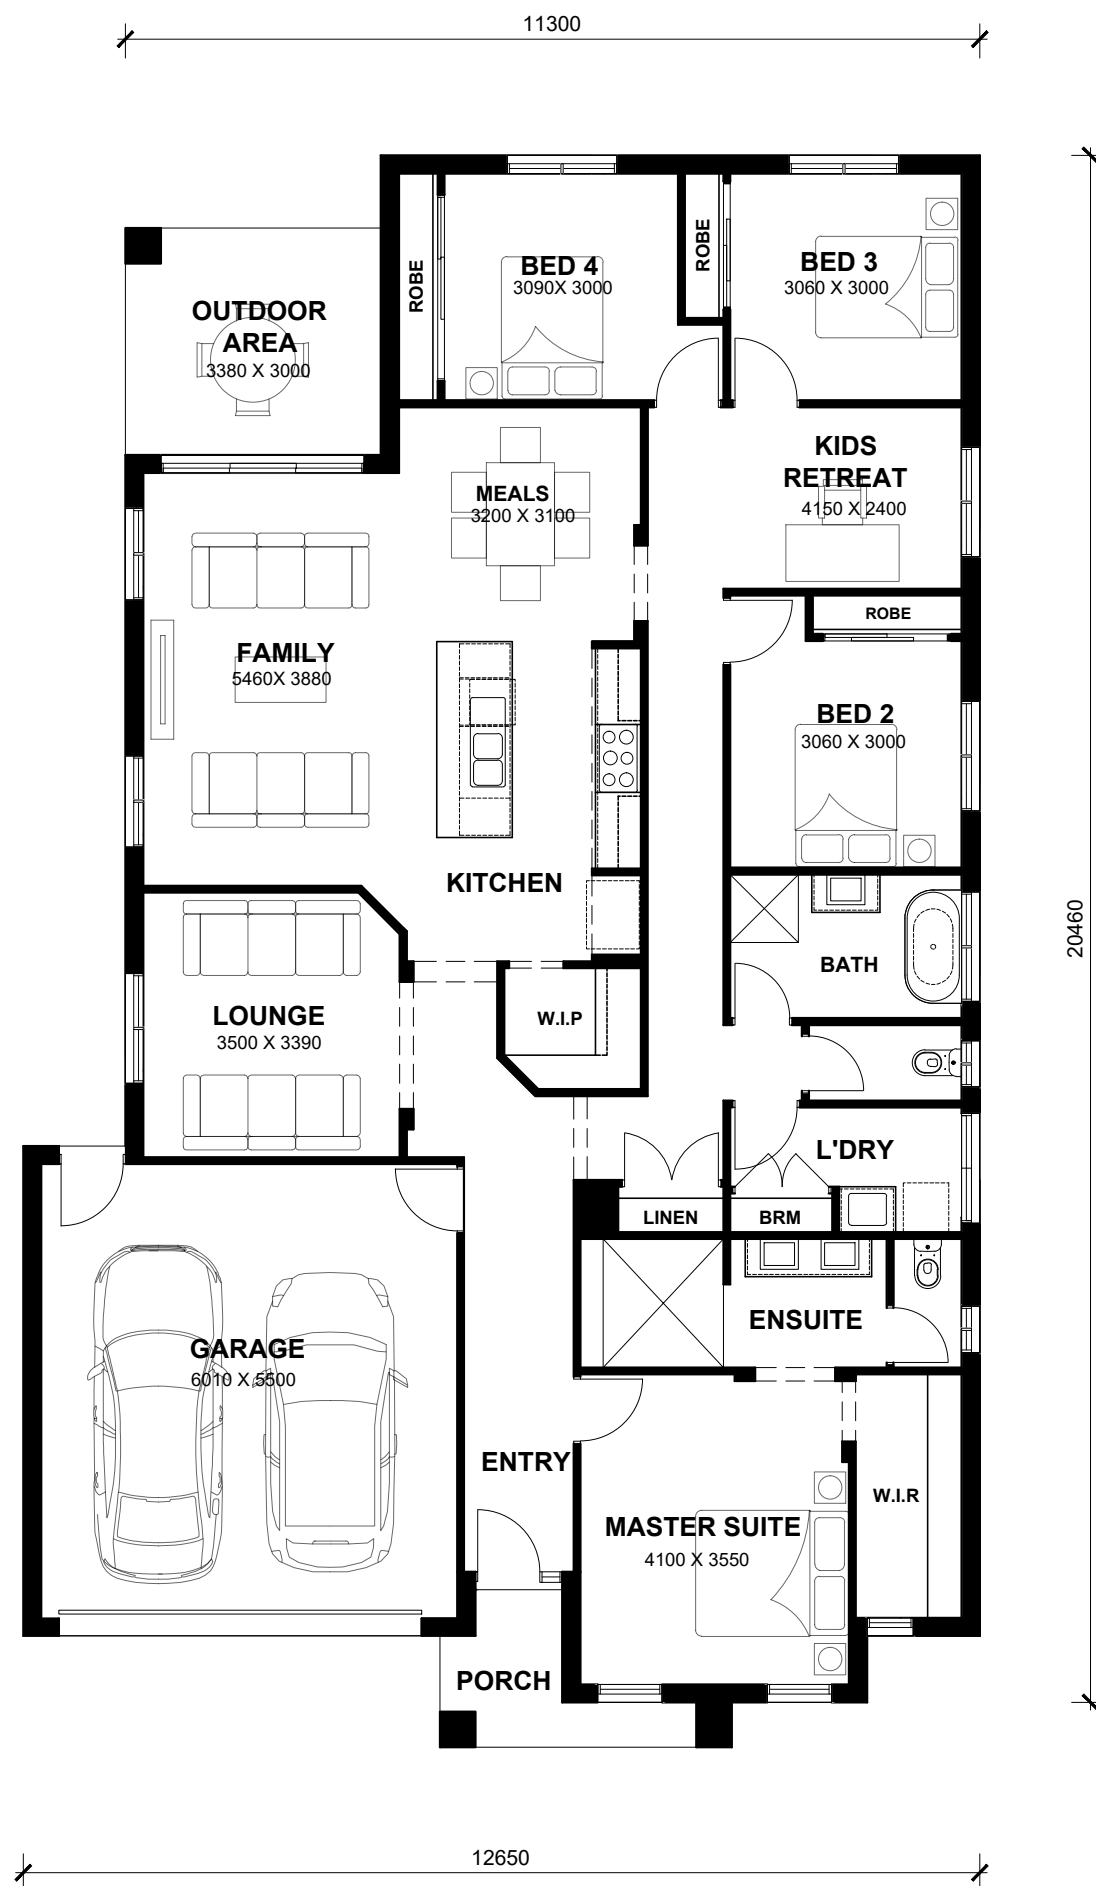 11300
BED 4
3090X 3000
ROBE
ROBE
BED 3
3060 X 3000
OUTDOOR
AREA
3380 X 3000
MEALS
3200 X 3100
KIDS
RETREAT
4150 X 2400
ROBE
FAMILY
5460X 3880
BED 2
3060 X 3000
KITCHEN
BATH
20460
LOUNGE
3500 X 3390
W.I.P
L'DRY
LINEN
BRM
ENSUITE
GARAGE
6010 X 5500
ENTRY
W.I.R
MASTER SUITE
4100 X 3550
PORCH
12650